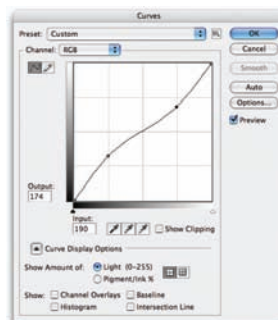 Curves
Preset: Custom
OK
Channel: RGB
Cancel
Smooth
Auto
Options...
Preview
Output:
174
Input:
190
Show Clipping
Curve Display Options
Show Amount of: Light (0–255)
Pigment/Ink %
Show: Channel Overlays Baseline
Histogram Intersection Line